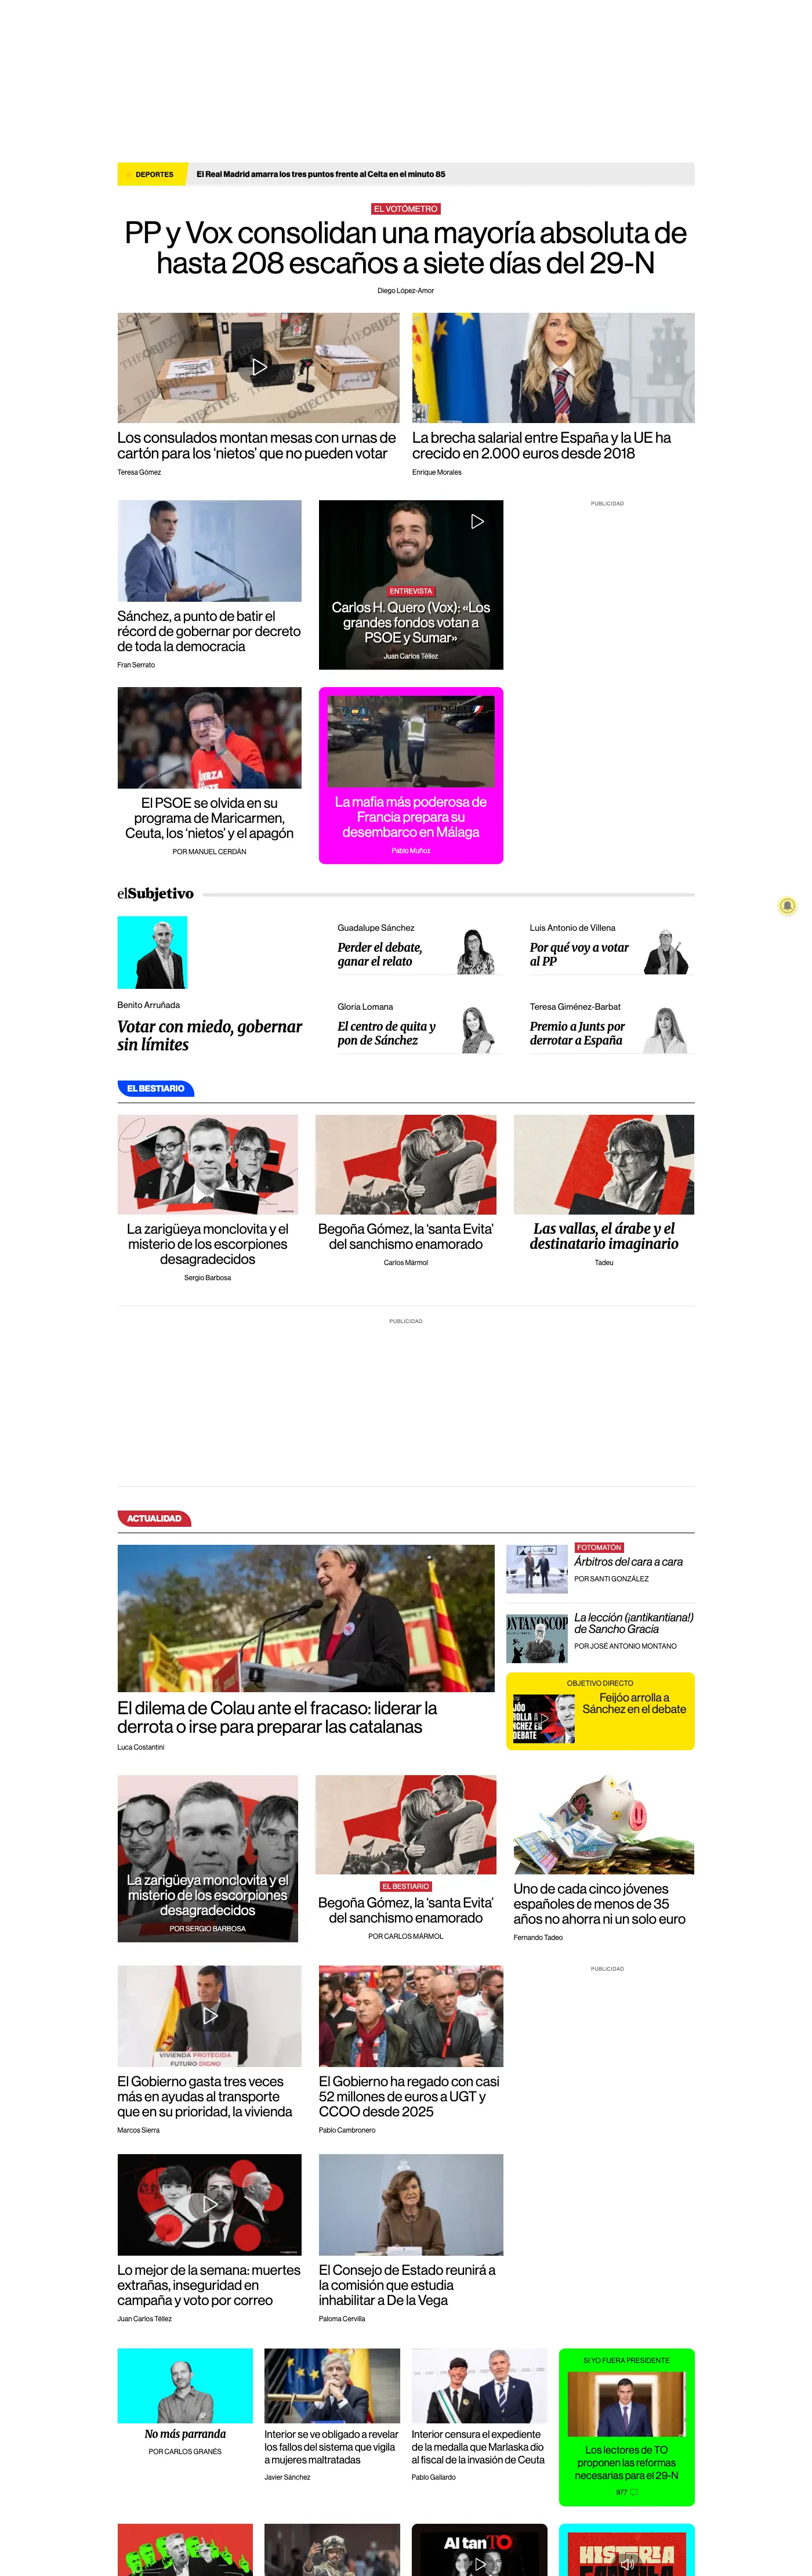 DEPORTES
El Real Madrid amarra los tres puntos frente al Celta en el minuto 85
EL VOTÓMETRO
PP y Vox consolidan una mayoría absoluta de
hasta 208 escaños a siete días del 29-N
Diego López-Amor
THE OBJECTIVE
Los consulados montan mesas con urnas de
cartón para los ‘nietos’ que no pueden votar
Teresa Gómez
La brecha salarial entre España y la UE ha
crecido en 2.000 euros desde 2018
Enrique Morales
Sánchez, a punto de batir el
récord de gobernar por decreto
de toda la democracia
Fran Serrato
ENTREVISTA
Carlos H. Quero (Vox): «Los
grandes fondos votan a
PSOE y Sumar»
Juan Carlos Téllez
PUBLICIDAD
El PSOE se olvida en su
programa de Maricarmen,
Ceuta, los ‘nietos’ y el apagón
POR MANUEL CERDÁN
La mafia más poderosa de
Francia prepara su
desembarco en Málaga
Pablo Muñoz
elSubjetivo
Benito Arruñada
Votar con miedo, gobernar
sin límites
Guadalupe Sánchez
Perder el debate,
ganar el relato
Luis Antonio de Villena
Por qué voy a votar
al PP
Gloria Lomana
El centro de quita y
pon de Sánchez
Teresa Giménez-Barbat
Premio a Junts por
derrotar a España
EL BESTIARIO
La zarigüeya monclovita y el
misterio de los escorpiones
desagradecidos
Sergio Barbosa
Begoña Gómez, la ‘santa Evita’
del sanchismo enamorado
Carlos Mármol
Las vallas, el árabe y el
destinatario imaginario
Tadeu
PUBLICIDAD
ACTUALIDAD
El dilema de Colau ante el fracaso: liderar la
derrota o irse para preparar las catalanas
Luca Costantini
FOTOMATÓN
Árbitros del cara a cara
POR SANTI GONZÁLEZ
La lección (¡antikantiana!)
de Sancho Gracia
POR JOSÉ ANTONIO MONTANO
OBJETIVO DIRECTO
Feijóo arrolla a
Sánchez en el debate
La zarigüeya monclovita y el
misterio de los escorpiones
desagradecidos
POR SERGIO BARBOSA
EL BESTIARIO
Begoña Gómez, la ‘santa Evita’
del sanchismo enamorado
POR CARLOS MÁRMOL
Uno de cada cinco jóvenes
españoles de menos de 35
años no ahorra ni un solo euro
Fernando Tadeo
VIVIENDA PROTEGIDA
FUTURO DIGNO
El Gobierno gasta tres veces
más en ayudas al transporte
que en su prioridad, la vivienda
Marcos Sierra
El Gobierno ha regado con casi
52 millones de euros a UGT y
CCOO desde 2025
Pablo Cambronero
PUBLICIDAD
Lo mejor de la semana: muertes
extrañas, inseguridad en
campaña y voto por correo
Juan Carlos Téllez
El Consejo de Estado reunirá a
la comisión que estudia
inhabilitar a De la Vega
Paloma Cervilla
No más parranda
POR CARLOS GRANÉS
Interior se ve obligado a revelar
los fallos del sistema que vigila
a mujeres maltratadas
Javier Sánchez
Interior censura el expediente
de la medalla que Marlaska dio
al fiscal de la invasión de Ceuta
Pablo Gallardo
SI YO FUERA PRESIDENTE
Los lectores de TO
proponen las reformas
necesarias para el 29-N
977
Al tanTO
HISTORIA